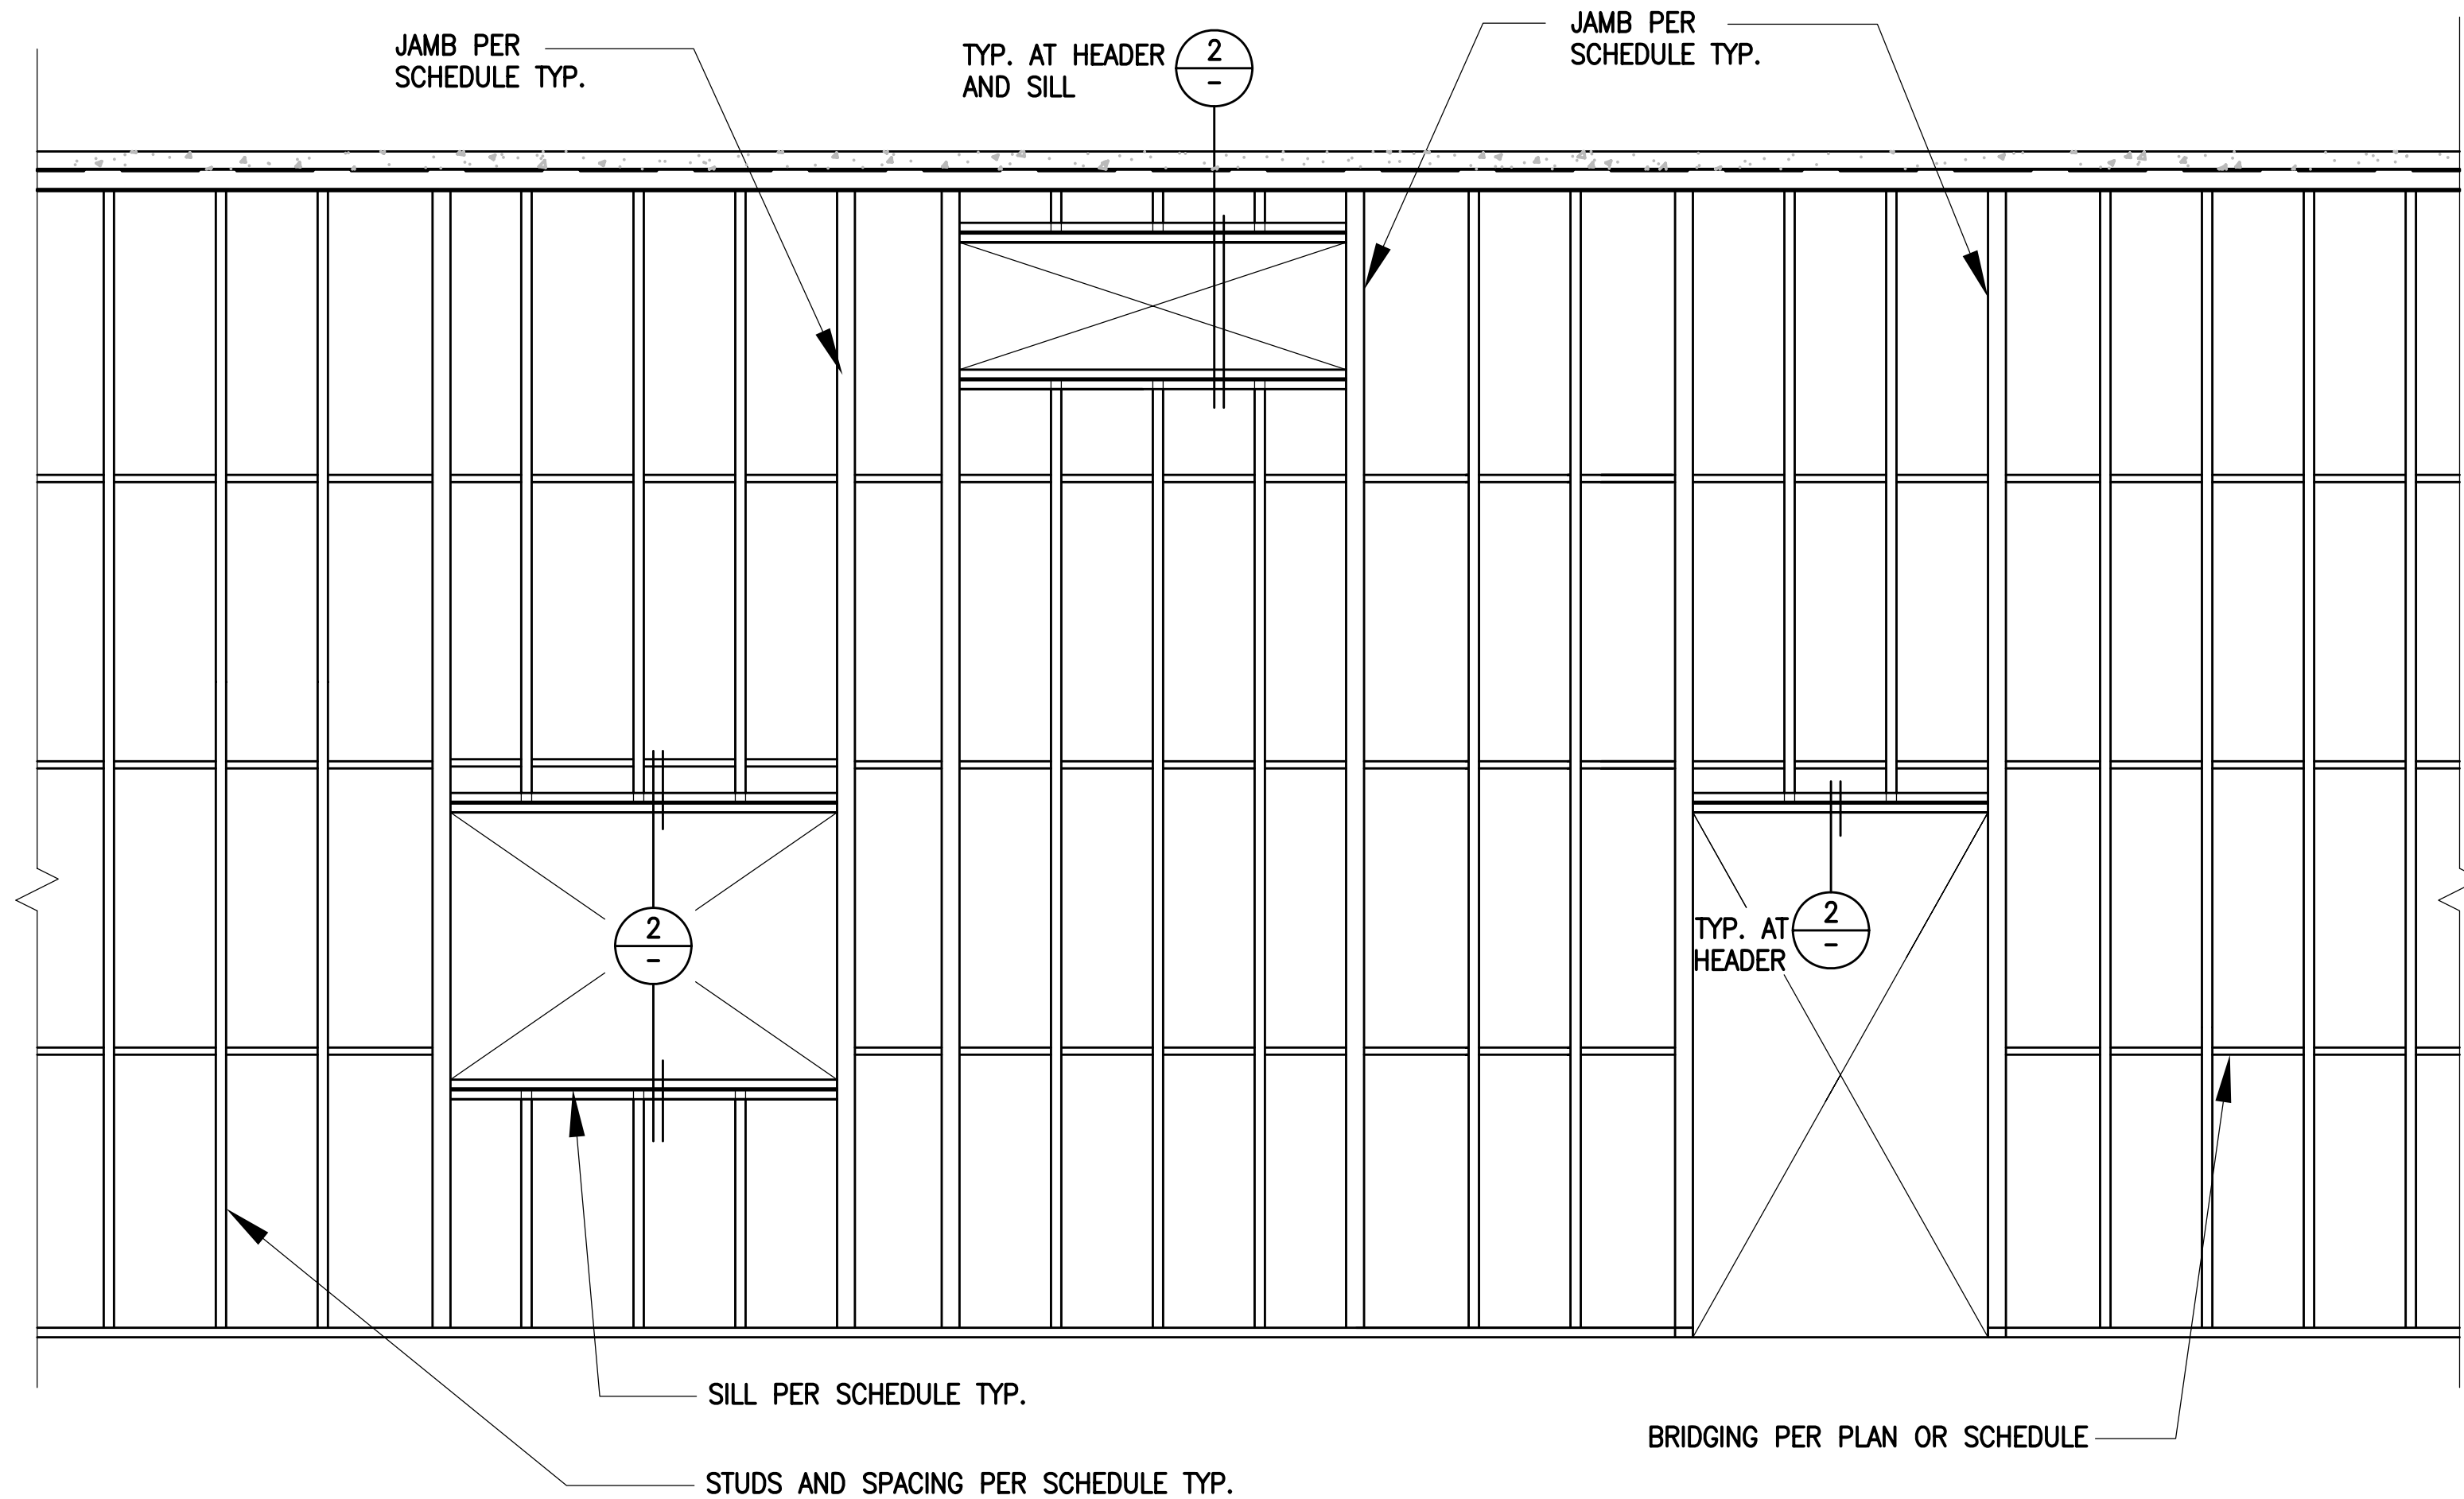 JAMB PER
SCHEDULE TYP.
TYP. AT HEADER
AND SILL
2
-
JAMB PER
SCHEDULE TYP.
2
-
TYP. AT
HEADER
2
-
SILL PER SCHEDULE TYP.
BRIDGING PER PLAN OR SCHEDULE
STUDS AND SPACING PER SCHEDULE TYP.